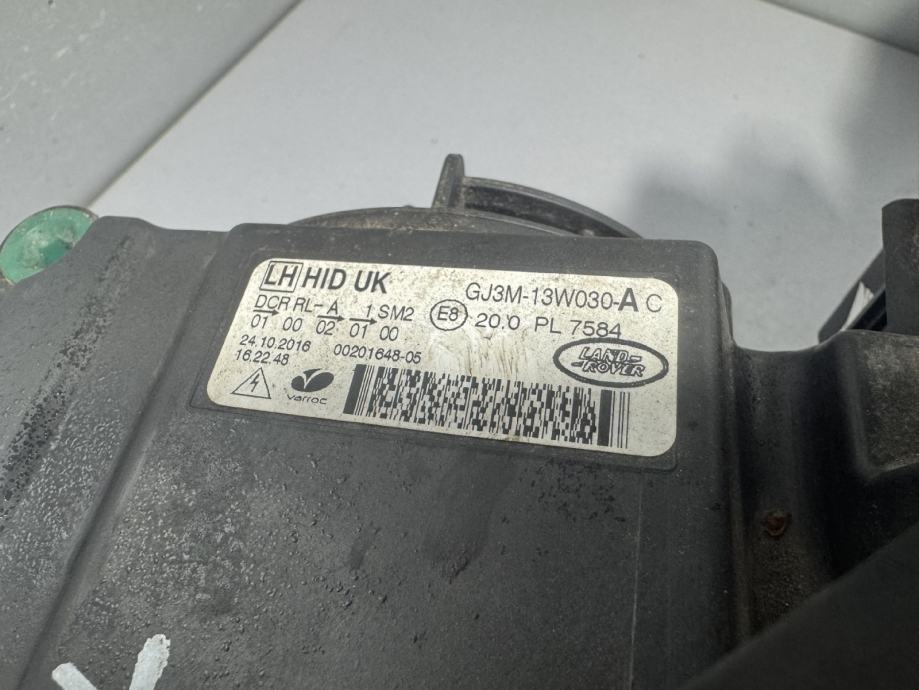 LH HID UK
GJ3M-13W030-A C
DCR RL-A 1 SM2
01 00 02 01 00
E8 20.0 PL 7584
24.10.2016
16.22.48
00201648-05
LAND-
-ROVER
varroc